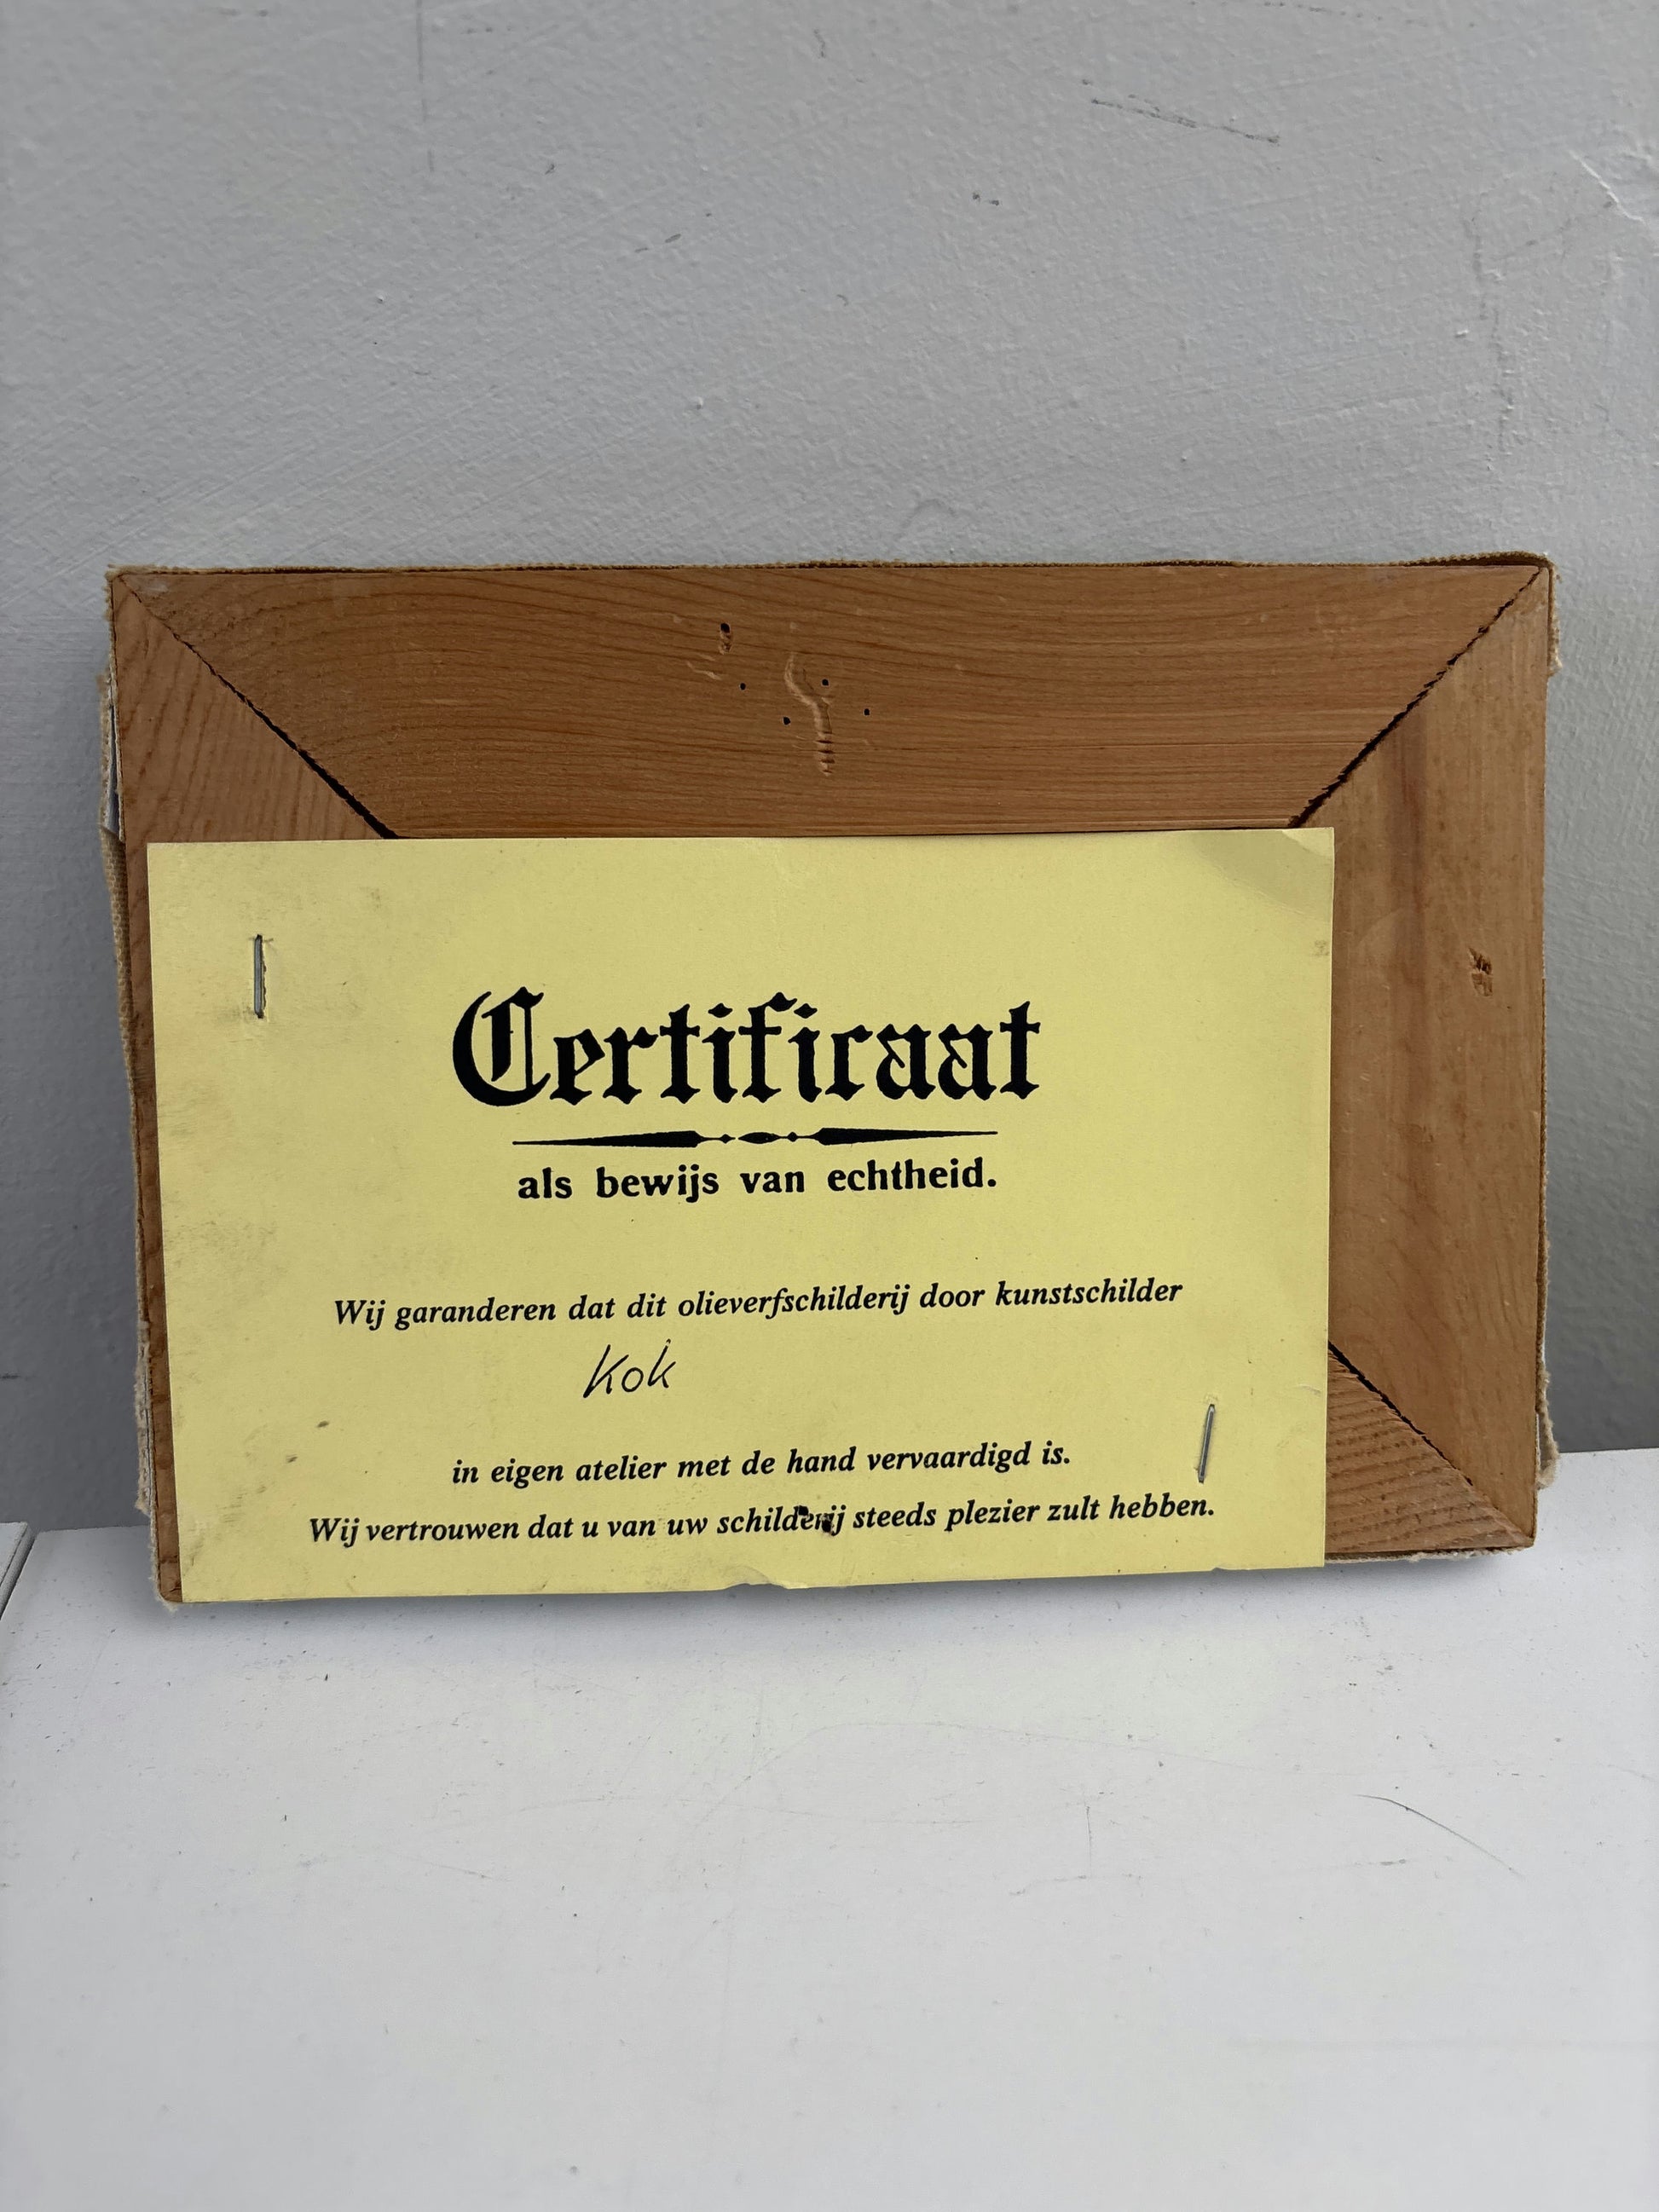 Certificaat
als bewijs van echtheid.
Wij garanderen dat dit olieverfschilderij door kunstschilder
Kok
in eigen atelier met de hand vervaardigd is.
Wij vertrouwen dat u van uw schilderij steeds plezier zult hebben.